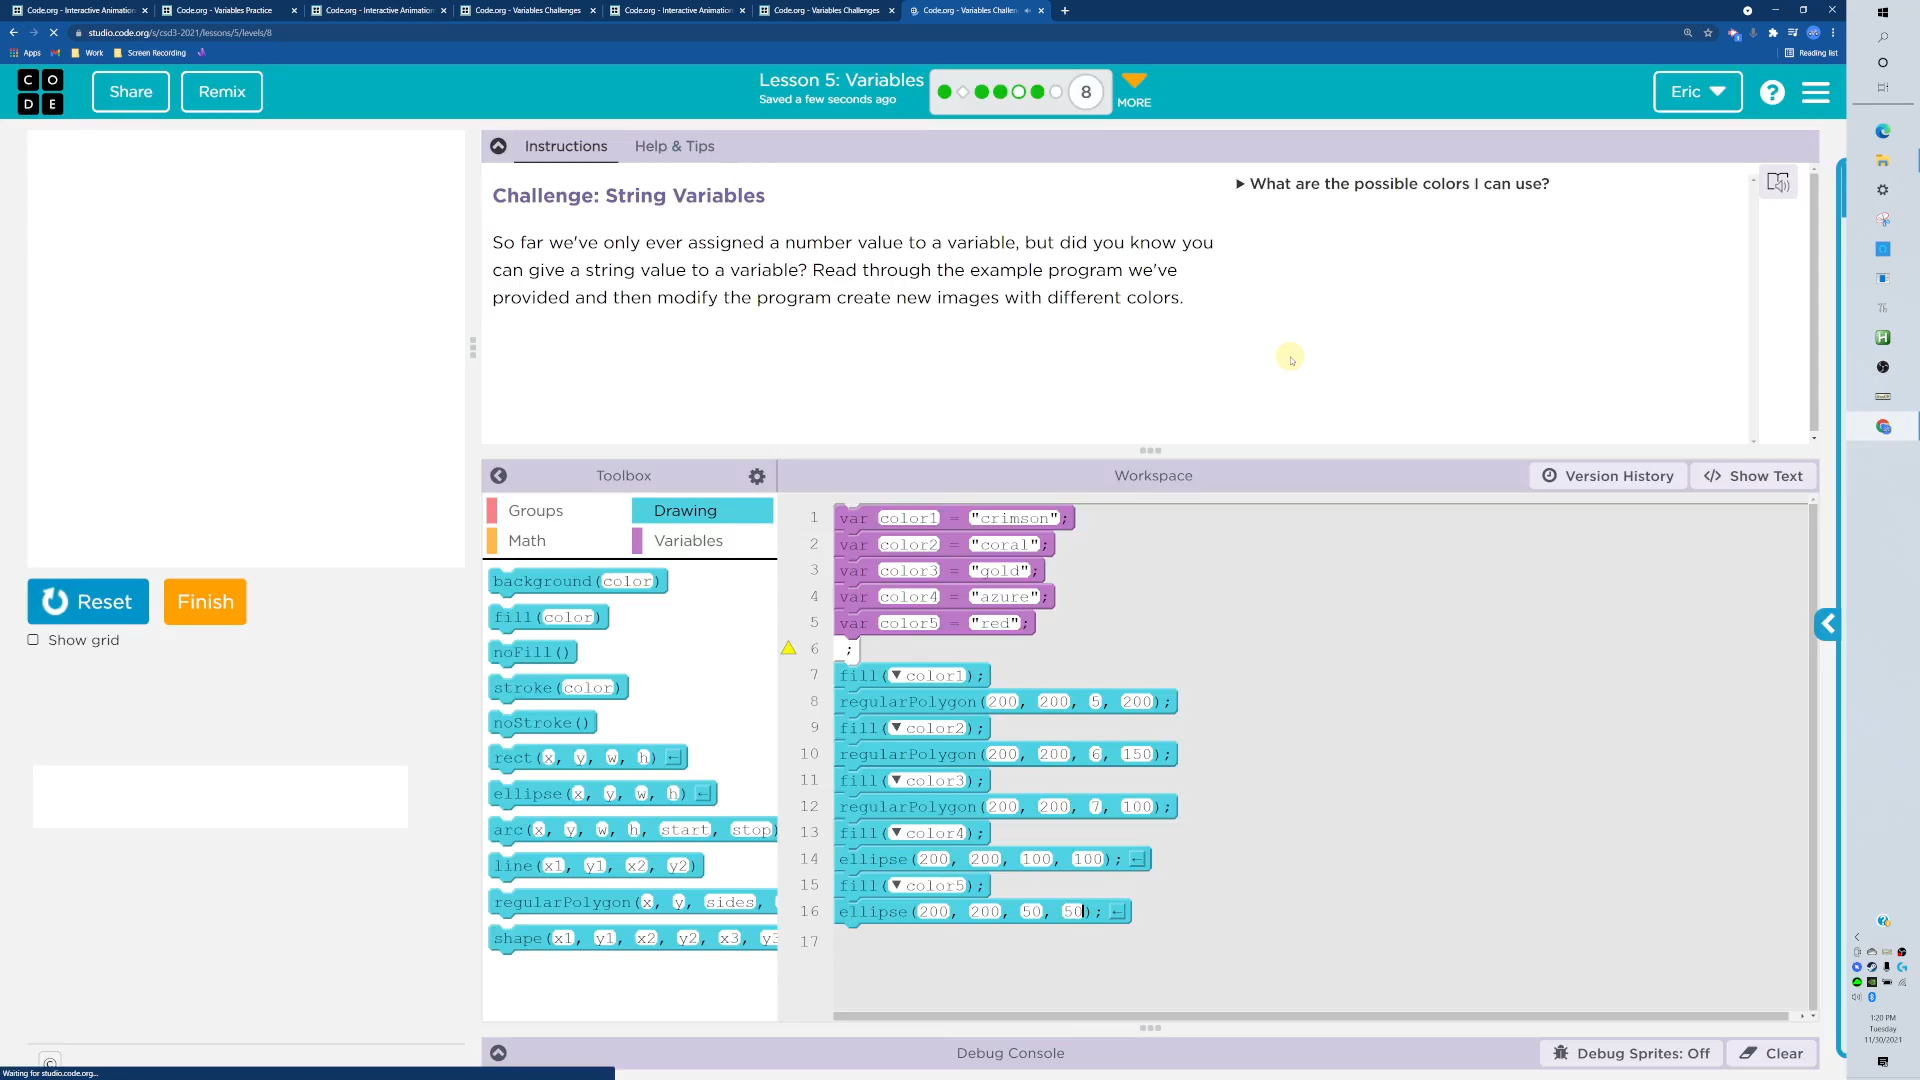 Code.org - Interactive Animation
Code.org - Variables Practice
Code.org - Interactive Animation
Code.org - Variables Challenges
Code.org - Interactive Animation
Code.org - Variables Challenges
Code.org - Variables Challen
studio.code.org/s/csd3-2021/lessons/5/levels/8
Apps
Work
Screen Recording
Reading list
C O
D E
Share
Remix
Lesson 5: Variables
Saved a few seconds ago
8
MORE
Eric
?
Instructions
Help & Tips
Challenge: String Variables
What are the possible colors I can use?
So far we've only ever assigned a number value to a variable, but did you know you
can give a string value to a variable? Read through the example program we've
provided and then modify the program create new images with different colors.
Reset
Finish
Show grid
Toolbox
Workspace
Version History
Show Text
Groups
Drawing
Math
Variables
background(color)
fill(color)
noFill()
stroke(color)
noStroke()
rect(x, y, w, h)
ellipse(x, y, w, h)
arc(x, y, w, h, start, stop)
line(x1, y1, x2, y2)
regularPolygon(x, y, sides,
shape(x1, y1, x2, y2, x3, y3
1 var color1 = "crimson";
2 var color2 = "coral";
3 var color3 = "gold";
4 var color4 = "azure";
5 var color5 = "red";
6 ;
7 fill(▼color1);
8 regularPolygon(200, 200, 5, 200);
9 fill(▼color2);
10 regularPolygon(200, 200, 6, 150);
11 fill(▼color3);
12 regularPolygon(200, 200, 7, 100);
13 fill(▼color4);
14 ellipse(200, 200, 100, 100);
15 fill(▼color5);
16 ellipse(200, 200, 50, 50);
17
Debug Console
Debug Sprites: Off
Clear
Waiting for studio.code.org...
1:20 PM
Tuesday
11/30/2021